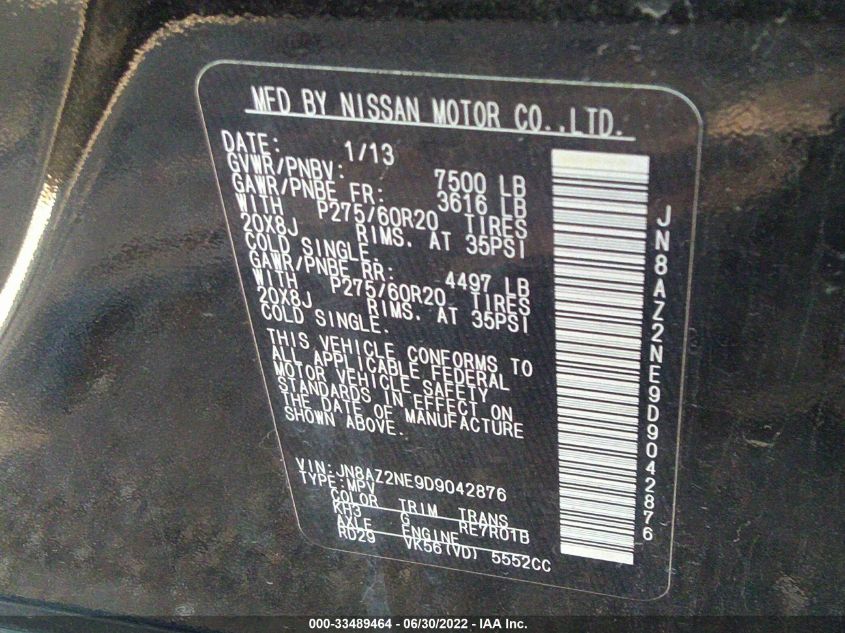 MFD BY NISSAN MOTOR CO.,LTD.
DATE: 1/13
GVWR/PNBV: 7500 LB
GAWR/PNBE FR: 3616 LB
WITH P275/60R20 TIRES
20X8J RIMS. AT 35PSI
COLD SINGLE.
GAWR/PNBE RR: 4497 LB
WITH P275/60R20 TIRES
20X8J RIMS. AT 35PSI
COLD SINGLE.
THIS VEHICLE CONFORMS TO
ALL APPLICABLE FEDERAL
MOTOR VEHICLE SAFETY
STANDARDS IN EFFECT ON
THE DATE OF MANUFACTURE
SHOWN ABOVE.
VIN:JN8AZ2NE9D9042876
TYPE:MPV
COLOR TRIM TRANS
KH3 G RE7R01B
AXLE ENGINE
RD29 VK56(VD) 5552CC
JN8AZ2NE9D9042876
000-33489464 - 06/30/2022 - IAA Inc.